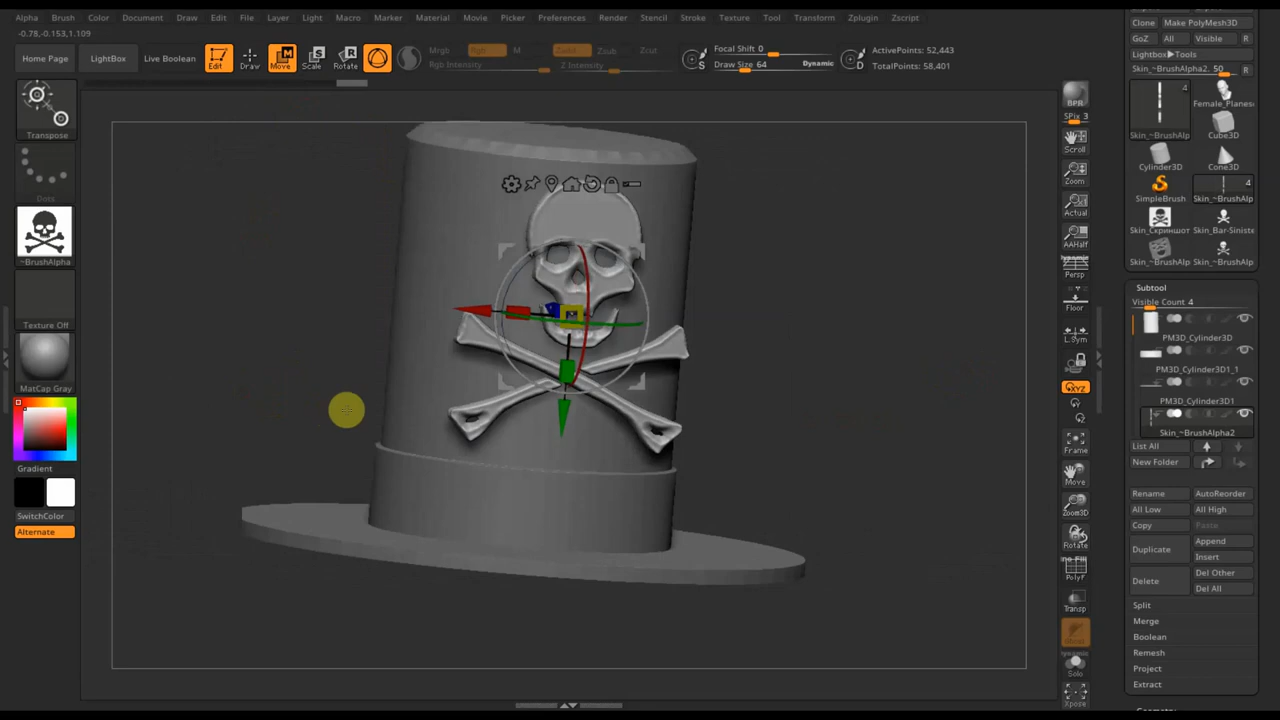 Alpha Brush Color Document Draw Edit File Layer Light Macro Marker Material Movie Picker Preferences Render Stencil Stroke Texture Tool Transform Zplugin Zscript
-0.78,-0.153,1.109
Home Page LightBox Live Boolean Edit Draw Move Scale Rotate
Mrgb Rgb M Zadd Zsub Zcut
Rgb Intensity Z Intensity
Focal Shift 0
Draw Size 64 Dynamic
ActivePoints: 52,443
TotalPoints: 58,401
Transpose
Dots
~BrushAlpha
Texture Off
MatCap Gray
Gradient
SwitchColor
Alternate
BPR
SPix 3
Scroll
Zoom
Actual
AAHalf
Dynamic
Persp
Floor
L.Sym
XYZ
Frame
Move
Zoom3D
Rotate
PolyF
Transp
Dynamic
Solo
Xpose
Clone Make PolyMesh3D
GoZ All Visible R
Lightbox▶Tools
Skin_~BrushAlpha2. 50 R
4
Skin_~BrushAlp
Female_Planes
Cube3D
Cylinder3D Cone3D
SimpleBrush
4
Skin_~BrushAlp
Skin_Скриншот Skin_Bar-Siniste
Skin_~BrushAlp Skin_~BrushAlp
Subtool
Visible Count 4
PM3D_Cylinder3D
PM3D_Cylinder3D1_1
PM3D_Cylinder3D1
Skin_~BrushAlpha2
List All
New Folder
Rename AutoReorder
All Low All High
Copy Paste
Duplicate Append
Insert
Delete Del Other
Del All
Split
Merge
Boolean
Remesh
Project
Extract